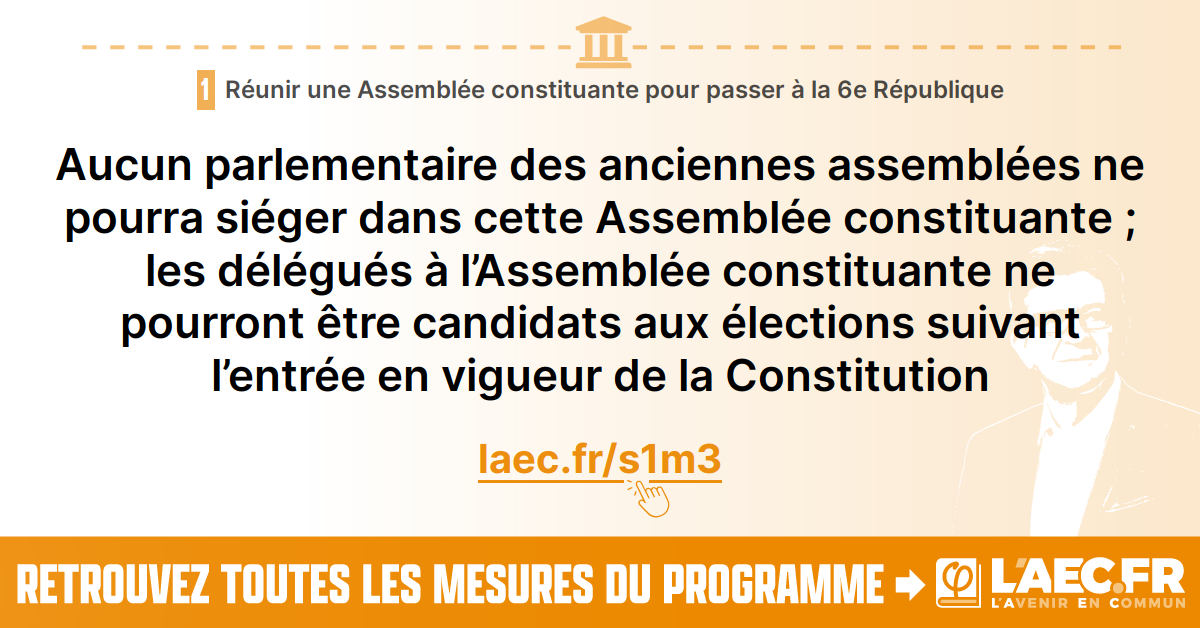 1 Réunir une Assemblée constituante pour passer à la 6e République
Aucun parlementaire des anciennes assemblées ne
pourra siéger dans cette Assemblée constituante ;
les délégués à l’Assemblée constituante ne
pourront être candidats aux élections suivant
l’entrée en vigueur de la Constitution
laec.fr/s1m3
RETROUVEZ TOUTES LES MESURES DU PROGRAMME
φ L'AEC.FR
L'AVENIR EN COMMUN